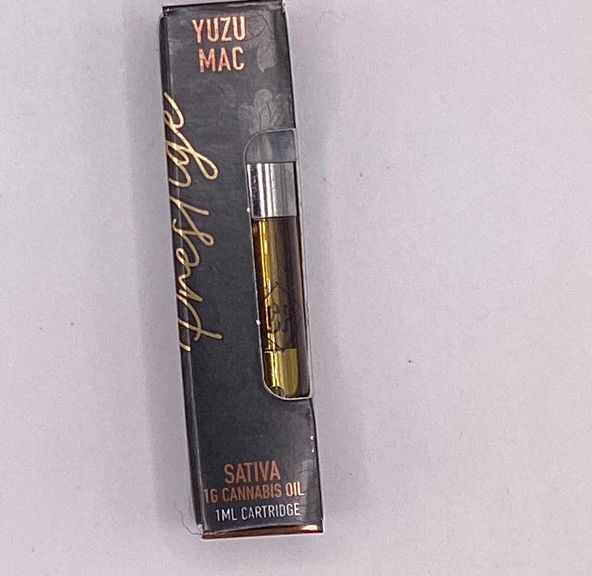 YUZU
MAC
Prestige
SATIVA
1G CANNABIS OIL
1ML CARTRIDGE